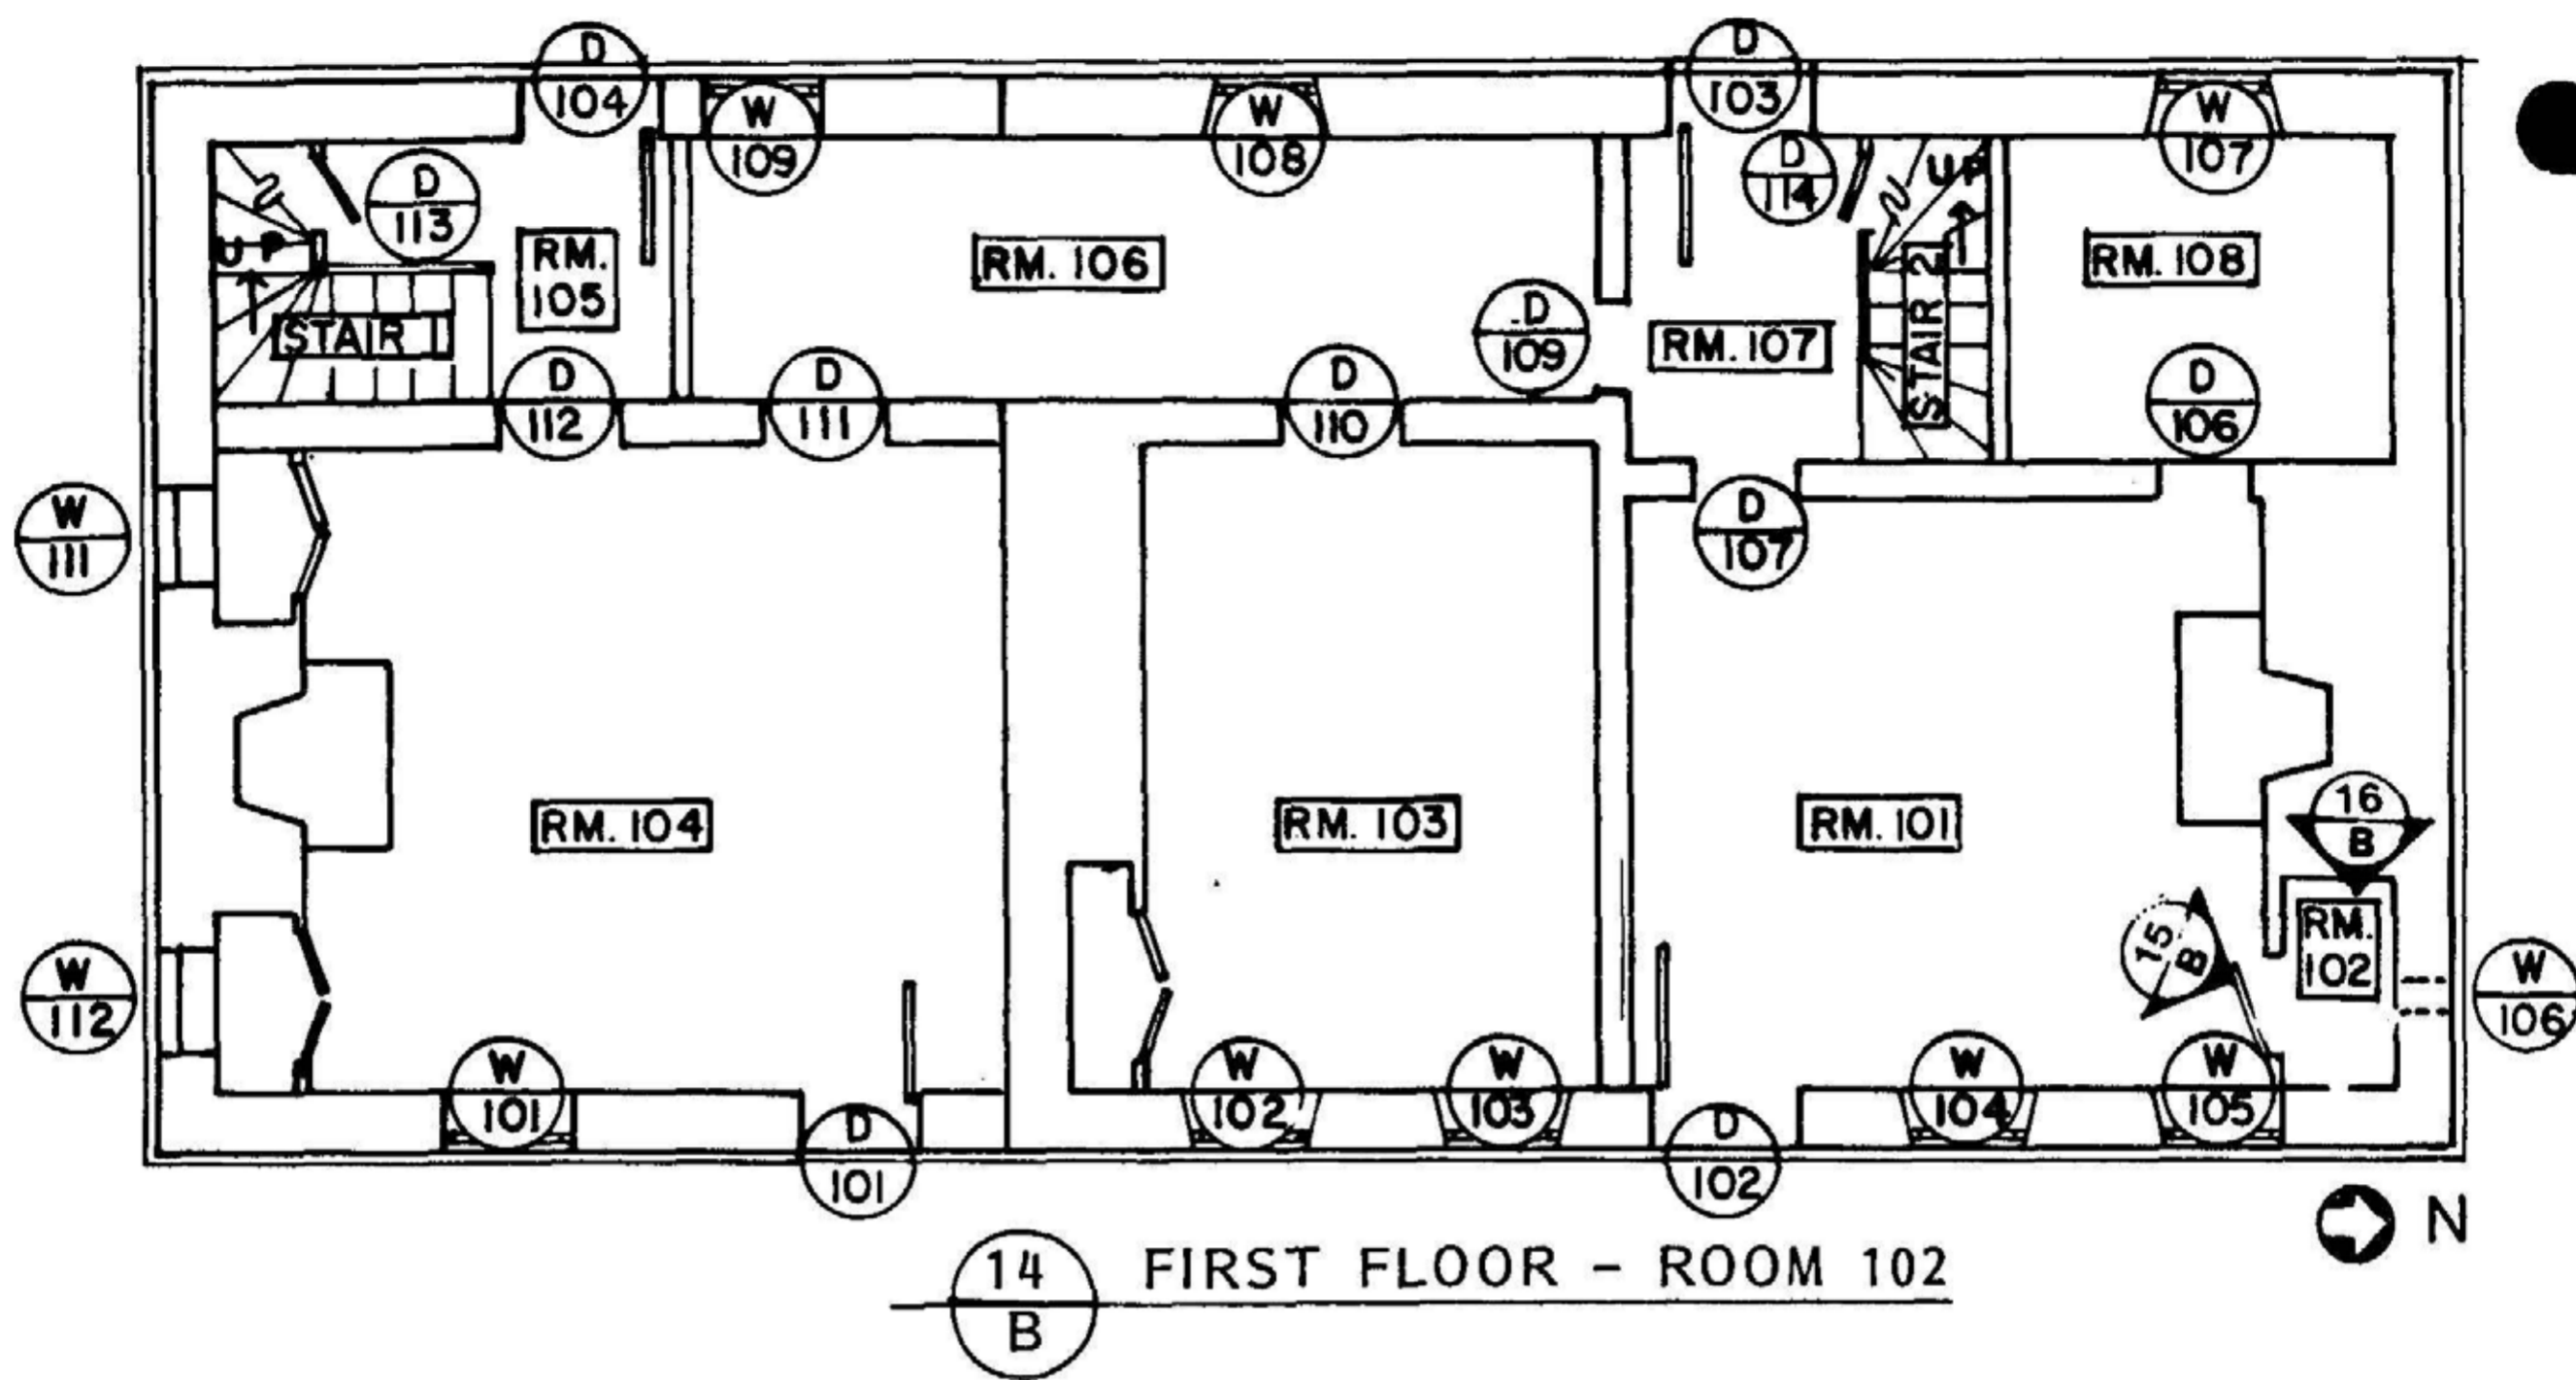 D
104
D
103
W
109
W
108
W
107
D
113
D
114
UP
UP
RM.
105
RM. 106
RM. 108
STAIR 1
D
109
RM. 107
STAIR 2
D
112
D
111
D
110
D
106
W
111
D
107
RM. 104
RM. 103
RM. 101
16
B
RM.
102
15
B
W
112
W
106
W
101
W
102
W
103
W
104
W
105
D
101
D
102
N
14
B
FIRST FLOOR - ROOM 102